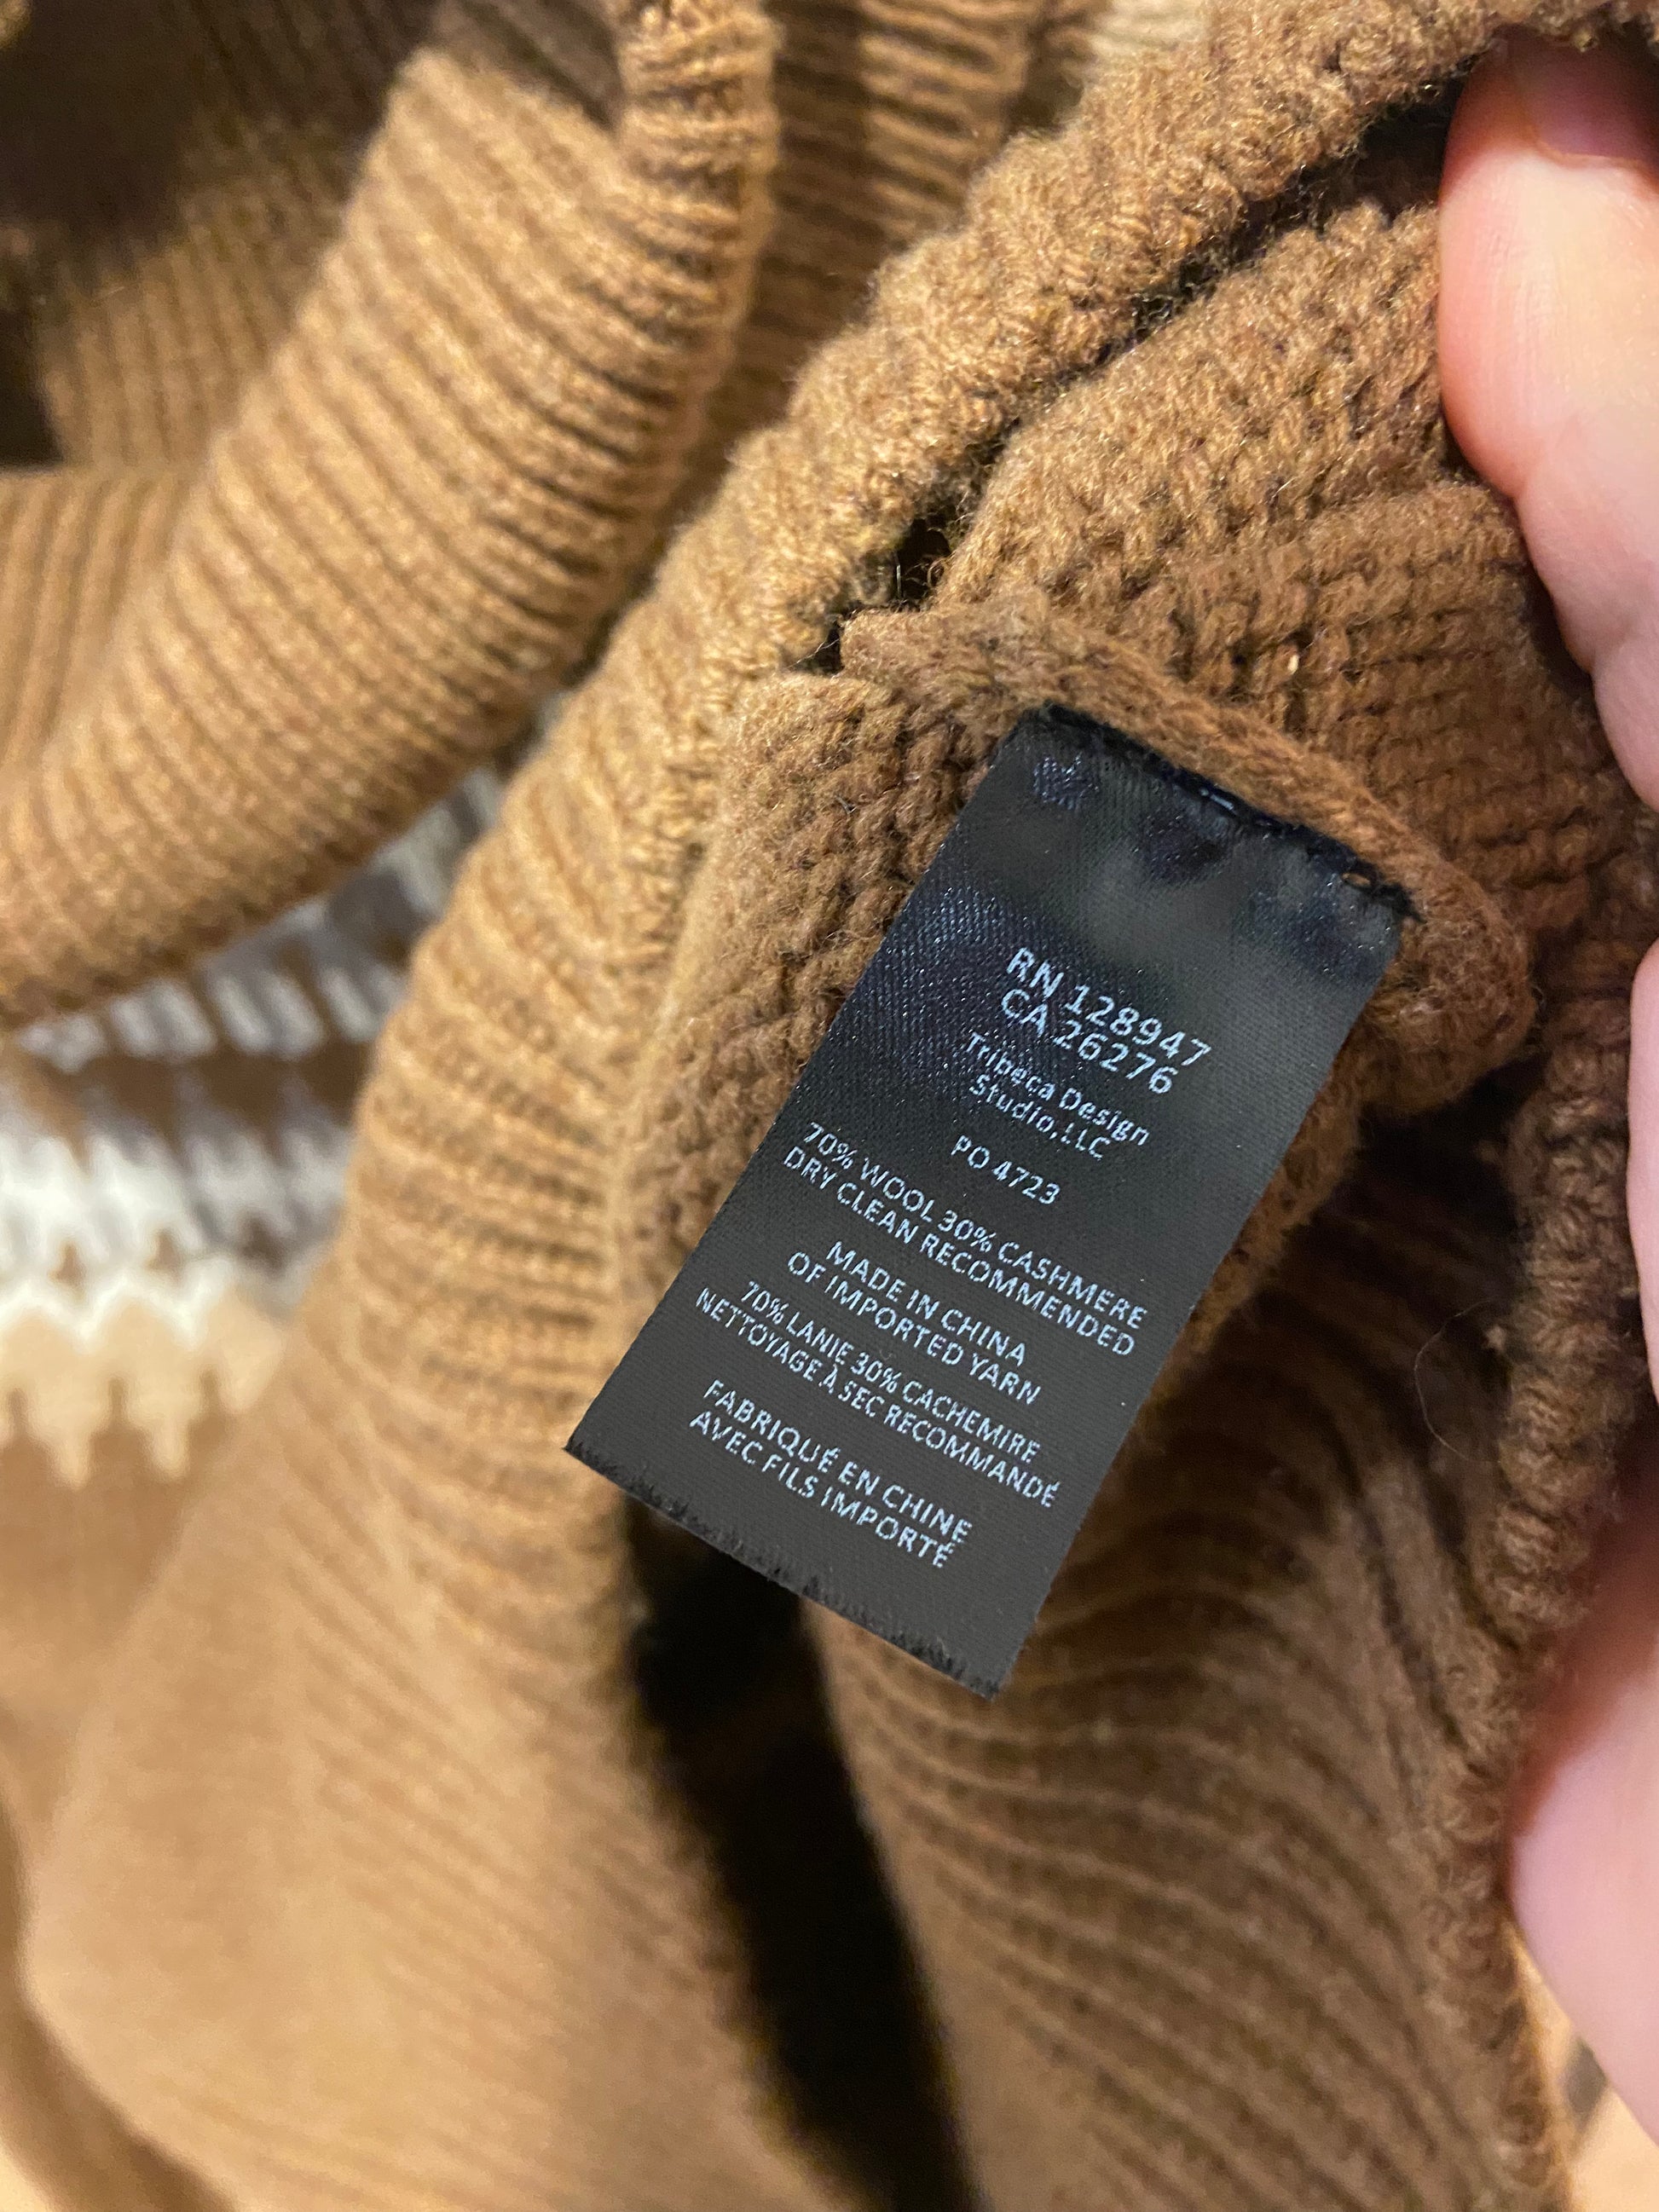 RN 128947
CA 26276
Tribeca Design
Studio,LLC
PO 4723
70% WOOL 30% CASHMERE
DRY CLEAN RECOMMENDED
MADE IN CHINA
OF IMPORTED YARN
70% LANIE 30% CACHEMIRE
NETTOYAGE À SEC RECOMMANDÉ
FABRIQUÉ EN CHINE
AVEC FILS IMPORTÉ